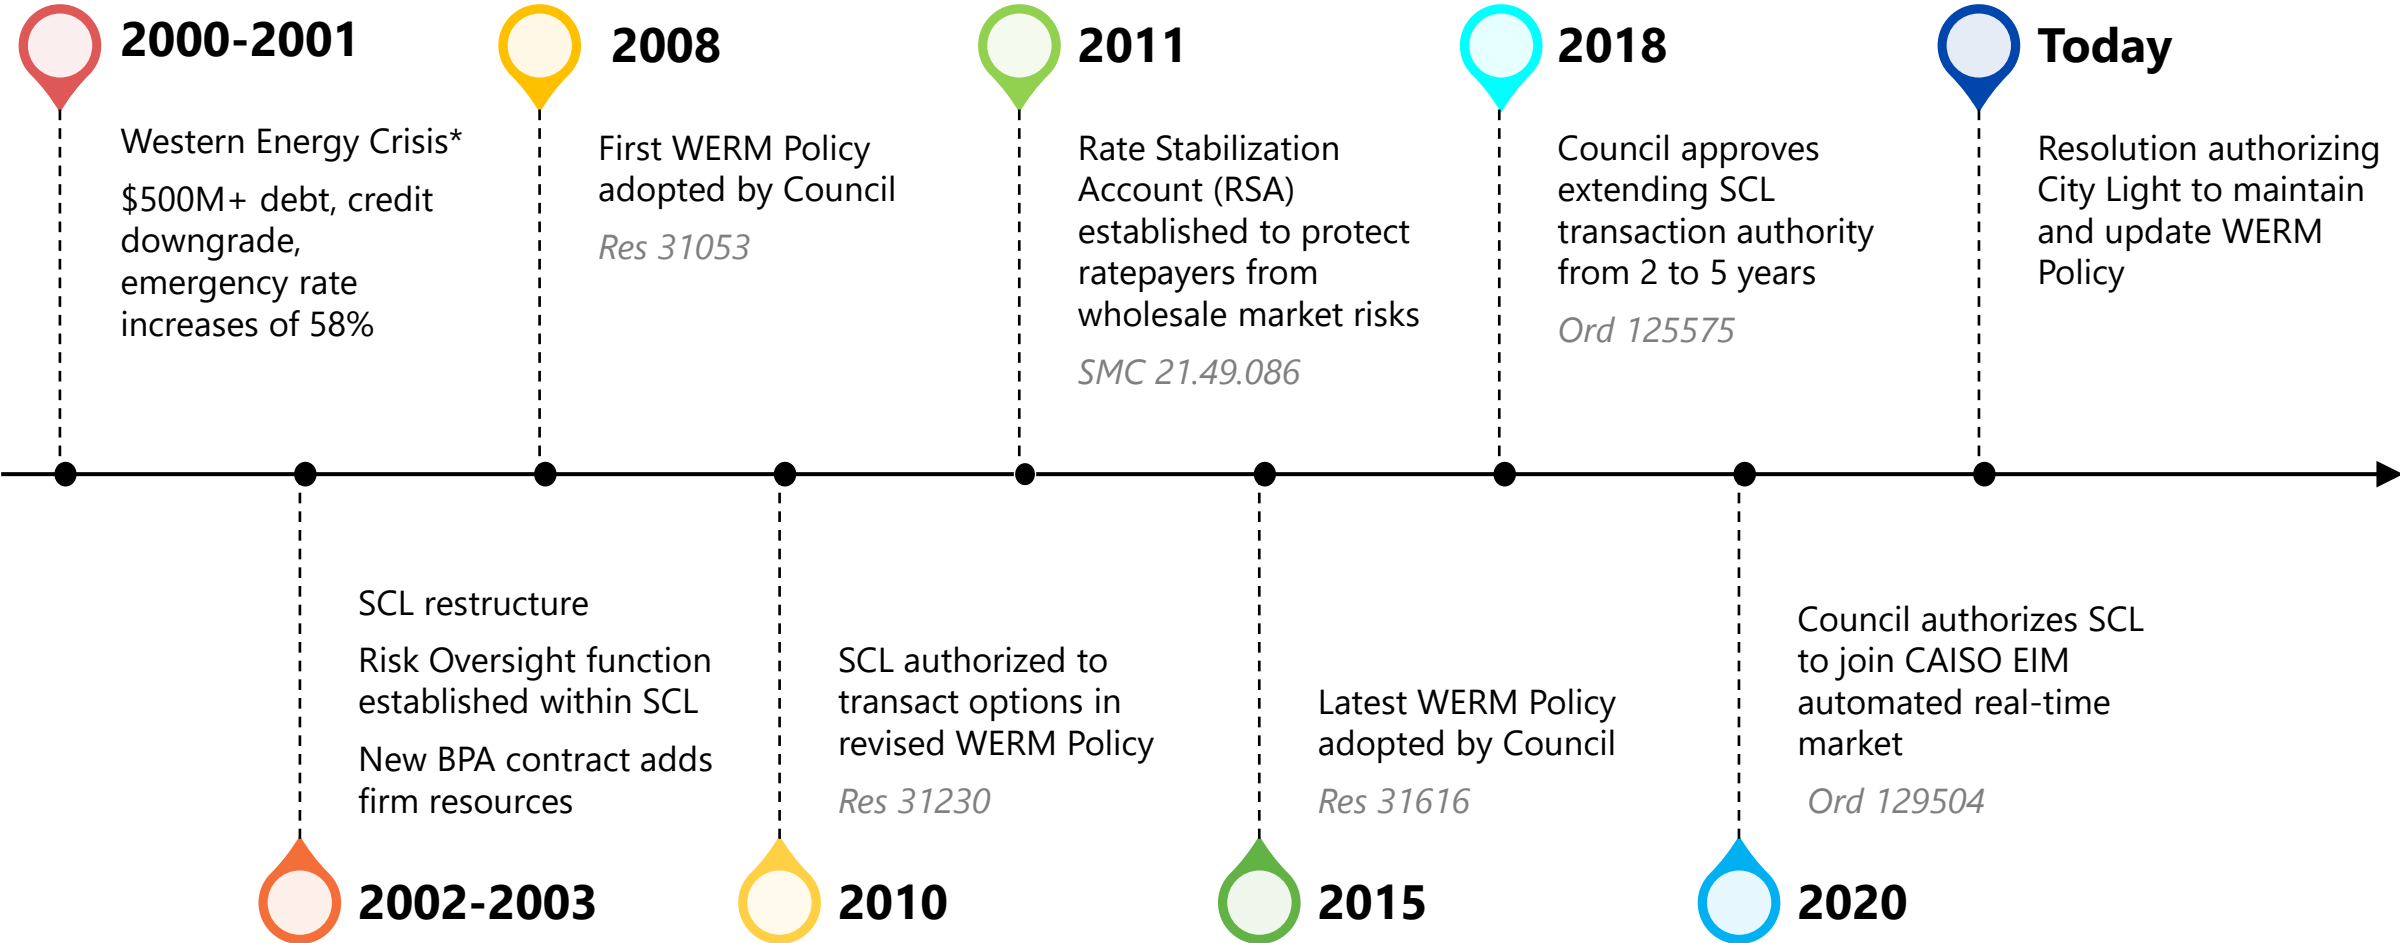 2000-2001
Western Energy Crisis*
$500M+ debt, credit
downgrade,
emergency rate
increases of 58%
2008
First WERM Policy
adopted by Council
Res 31053
2011
Rate Stabilization
Account (RSA)
established to protect
ratepayers from
wholesale market risks
SMC 21.49.086
2018
Council approves
extending SCL
transaction authority
from 2 to 5 years
Ord 125575
Today
Resolution authorizing
City Light to maintain
and update WERM
Policy
SCL restructure
Risk Oversight function
established within SCL
New BPA contract adds
firm resources
2002-2003
SCL authorized to
transact options in
revised WERM Policy
Res 31230
2010
Latest WERM Policy
adopted by Council
Res 31616
2015
Council authorizes SCL
to join CAISO EIM
automated real-time
market
Ord 129504
2020